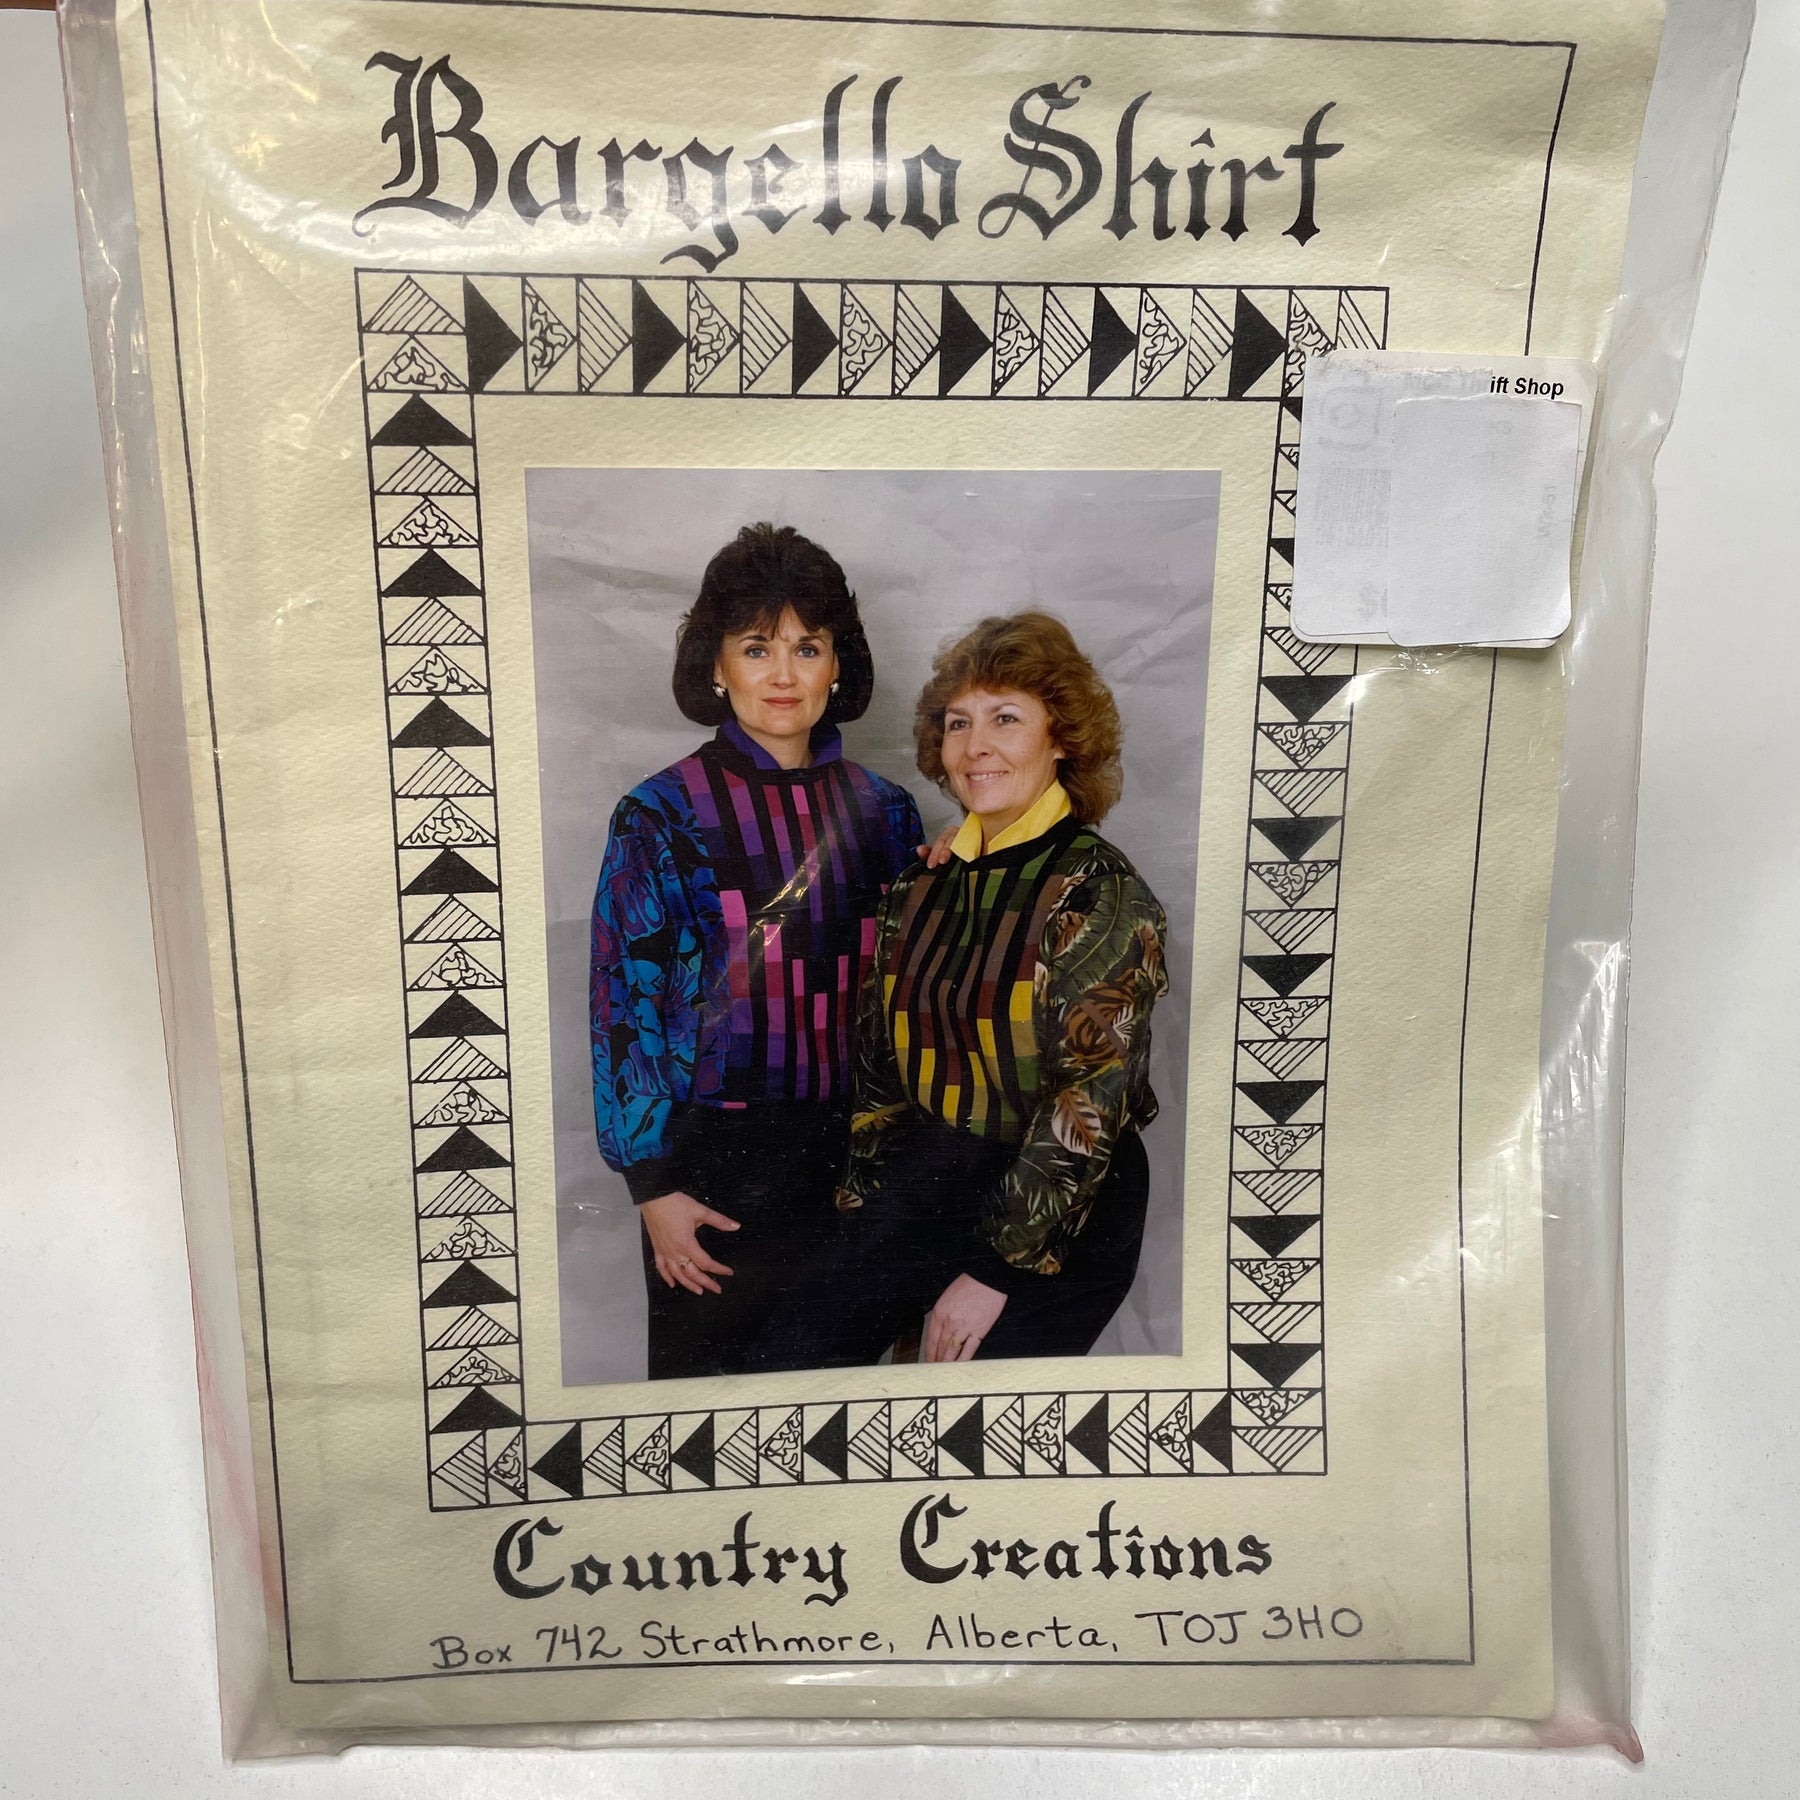 Bargello Shirt
ift Shop
Country Creations
Box 742 Strathmore, Alberta, TOJ 3HO